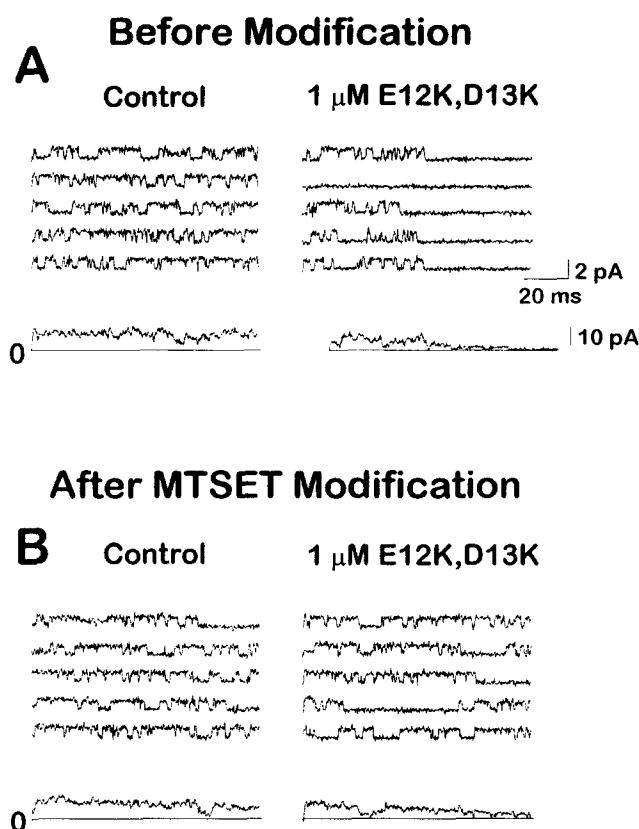 Before Modification
A
Control 1 μM E12K,D13K
2 pA
20 ms
0
10 pA
After MTSET Modification
B
Control 1 μM E12K,D13K
0